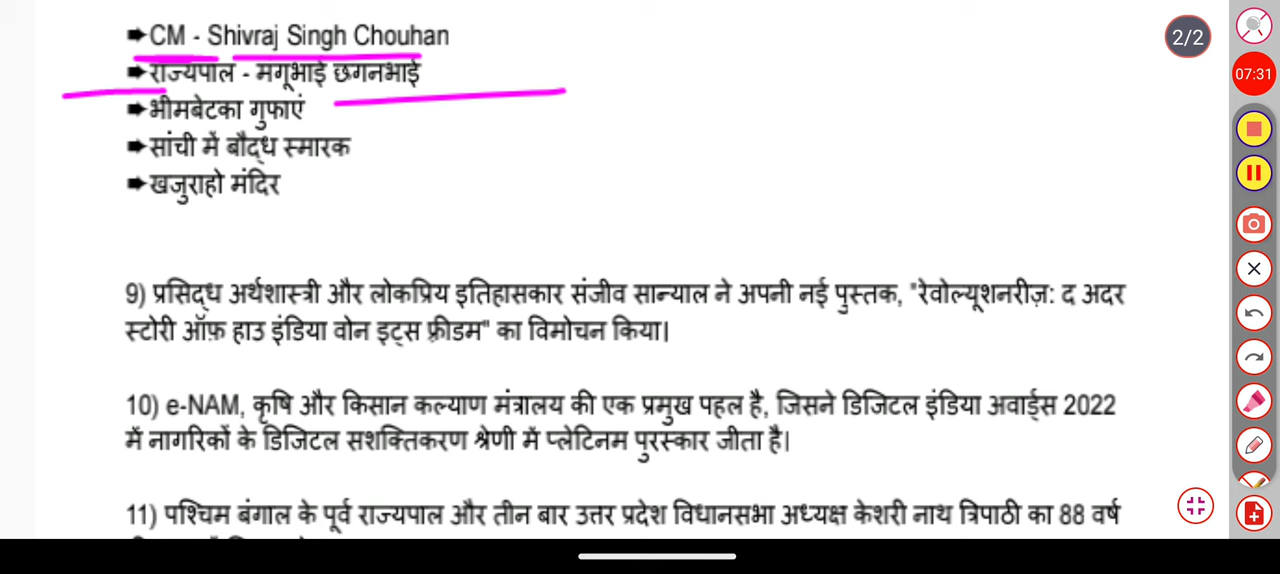 ➡CM - Shivraj Singh Chouhan
➡राज्यपाल - मगूभाई छगनभाई
➡भीमबेटका गुफाएं
➡सांची में बौद्ध स्मारक
➡खजुराहो मंदिर
9) प्रसिद्ध अर्थशास्त्री और लोकप्रिय इतिहासकार संजीव सान्याल ने अपनी नई पुस्तक, "रेवोल्यूशनरीज़: द अदर
स्टोरी ऑफ़ हाउ इंडिया वोन इट्स फ़्रीडम" का विमोचन किया।
10) e-NAM, कृषि और किसान कल्याण मंत्रालय की एक प्रमुख पहल है, जिसने डिजिटल इंडिया अवार्ड्स 2022
में नागरिकों के डिजिटल सशक्तिकरण श्रेणी में प्लेटिनम पुरस्कार जीता है।
11) पश्चिम बंगाल के पूर्व राज्यपाल और तीन बार उत्तर प्रदेश विधानसभा अध्यक्ष केशरी नाथ त्रिपाठी का 88 वर्ष
2/2
07:31